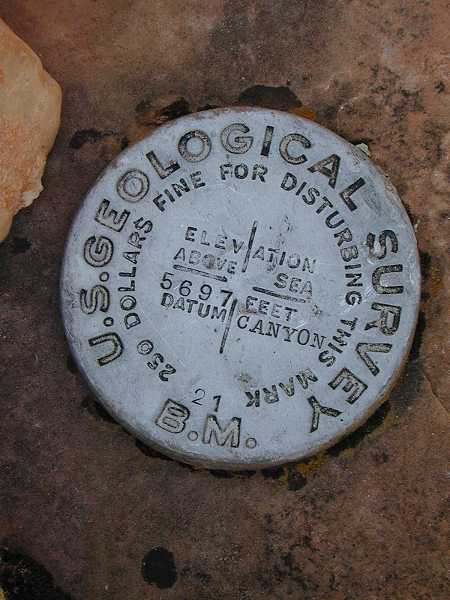 U.S. GEOLOGICAL SURVEY
250 DOLLARS FINE FOR DISTURBING THIS MARK
ELEVATION
ABOVE SEA
5697 FEET
DATUM CANYON
21
B.M.